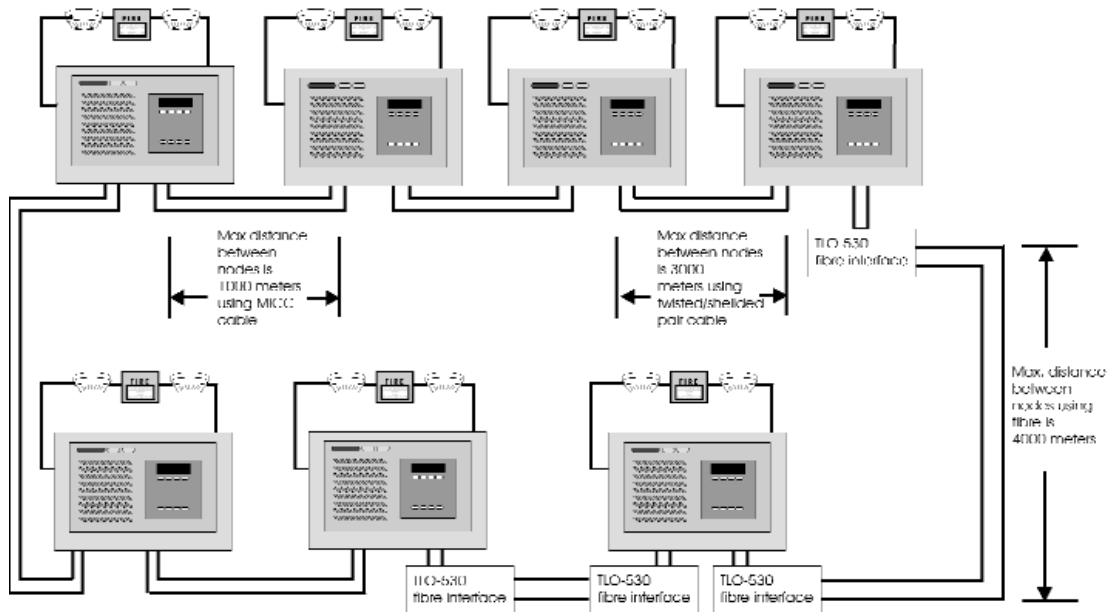 FIRE
FIRE
FIRE
FIRE
Max distance
between
nodes is
1000 meters
using MICC
cable
Max distance
between nodes
is 3000
meters using
twisted/sheilded
pair cable
TLO-530
fibre interface
FIRE
FIRE
FIRE
Max. distance
between
nodes using
fibre is
4000 meters
TLO-530
fibre interface
TLO-530
fibre interface
TLO-530
fibre interface